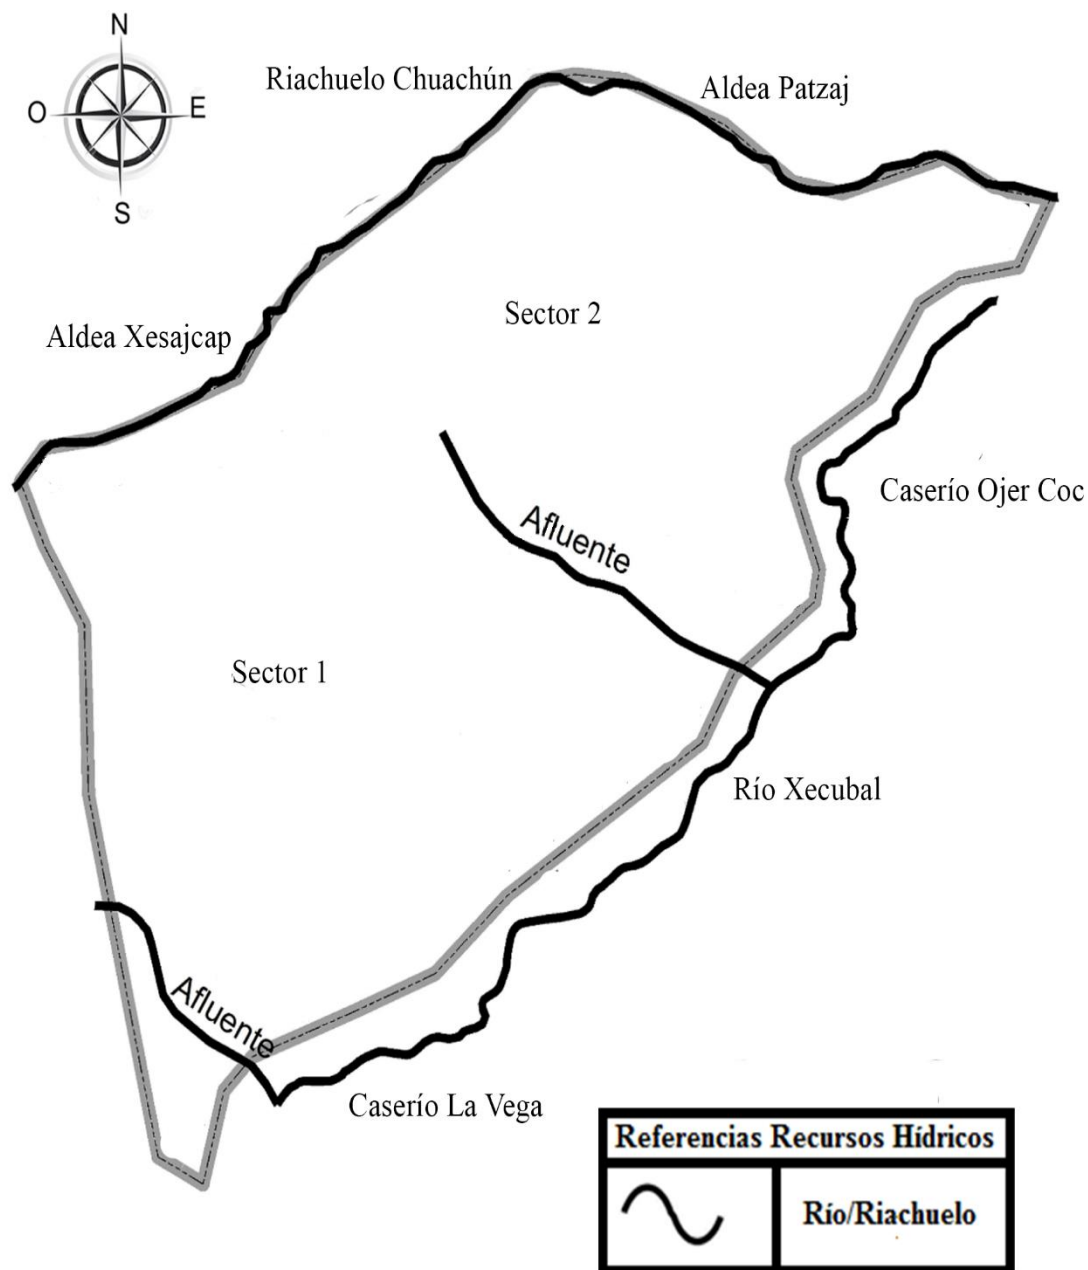 N
O
E
S
Riachuelo Chuachún
Aldea Patzaj
Sector 2
Aldea Xesajcap
Caserío Ojer Coc
Afluente
Sector 1
Río Xecubal
Afluente
Caserío La Vega
Referencias Recursos Hídricos
Río/Riachuelo